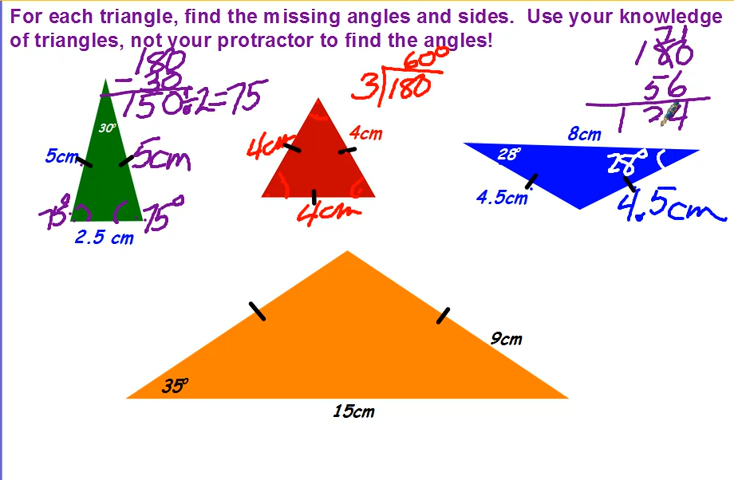 For each triangle, find the missing angles and sides. Use your knowledge
of triangles, not your protractor to find the angles!
180
- 30
150÷2=75
30°
5cm
5cm
75°
75°
2.5 cm
60°
3)180
4cm
4cm
4cm
71
180
56
124
8cm
28°
28°
4.5cm
4.5cm
9cm
35°
15cm